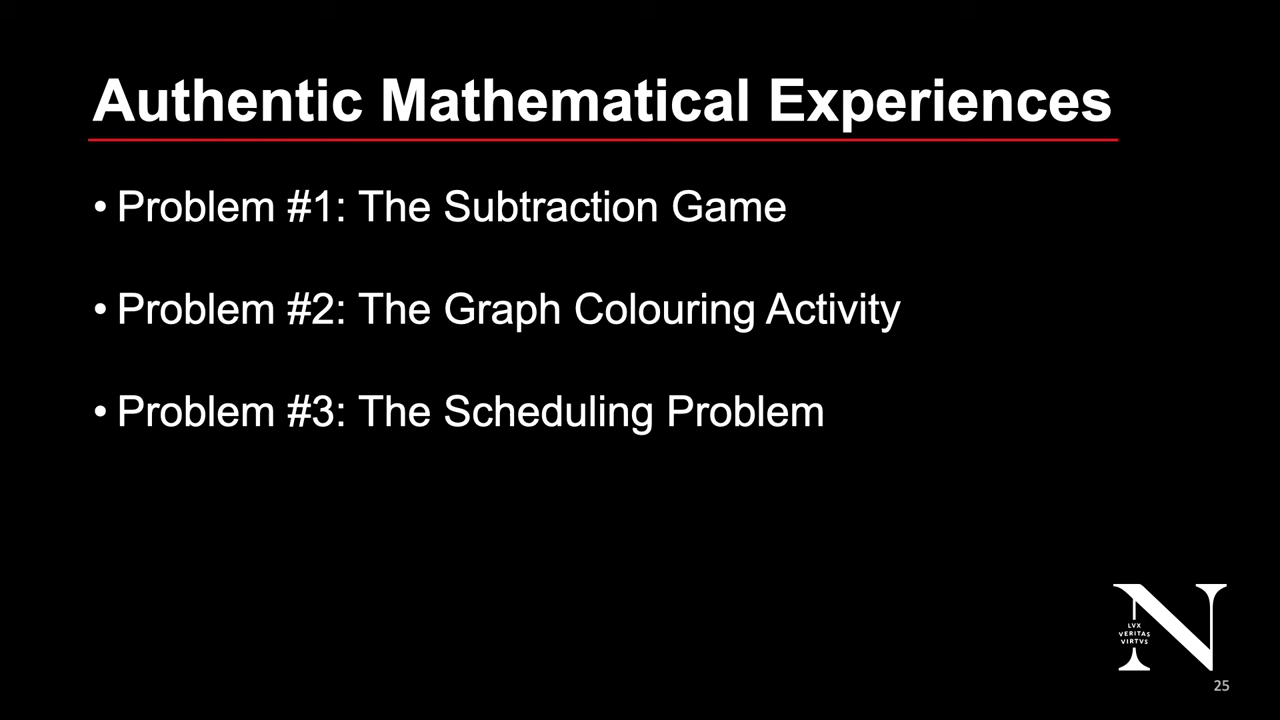 Authentic Mathematical Experiences
• Problem #1: The Subtraction Game
• Problem #2: The Graph Colouring Activity
• Problem #3: The Scheduling Problem
N
LVX
VERITAS
VIRTVS
25